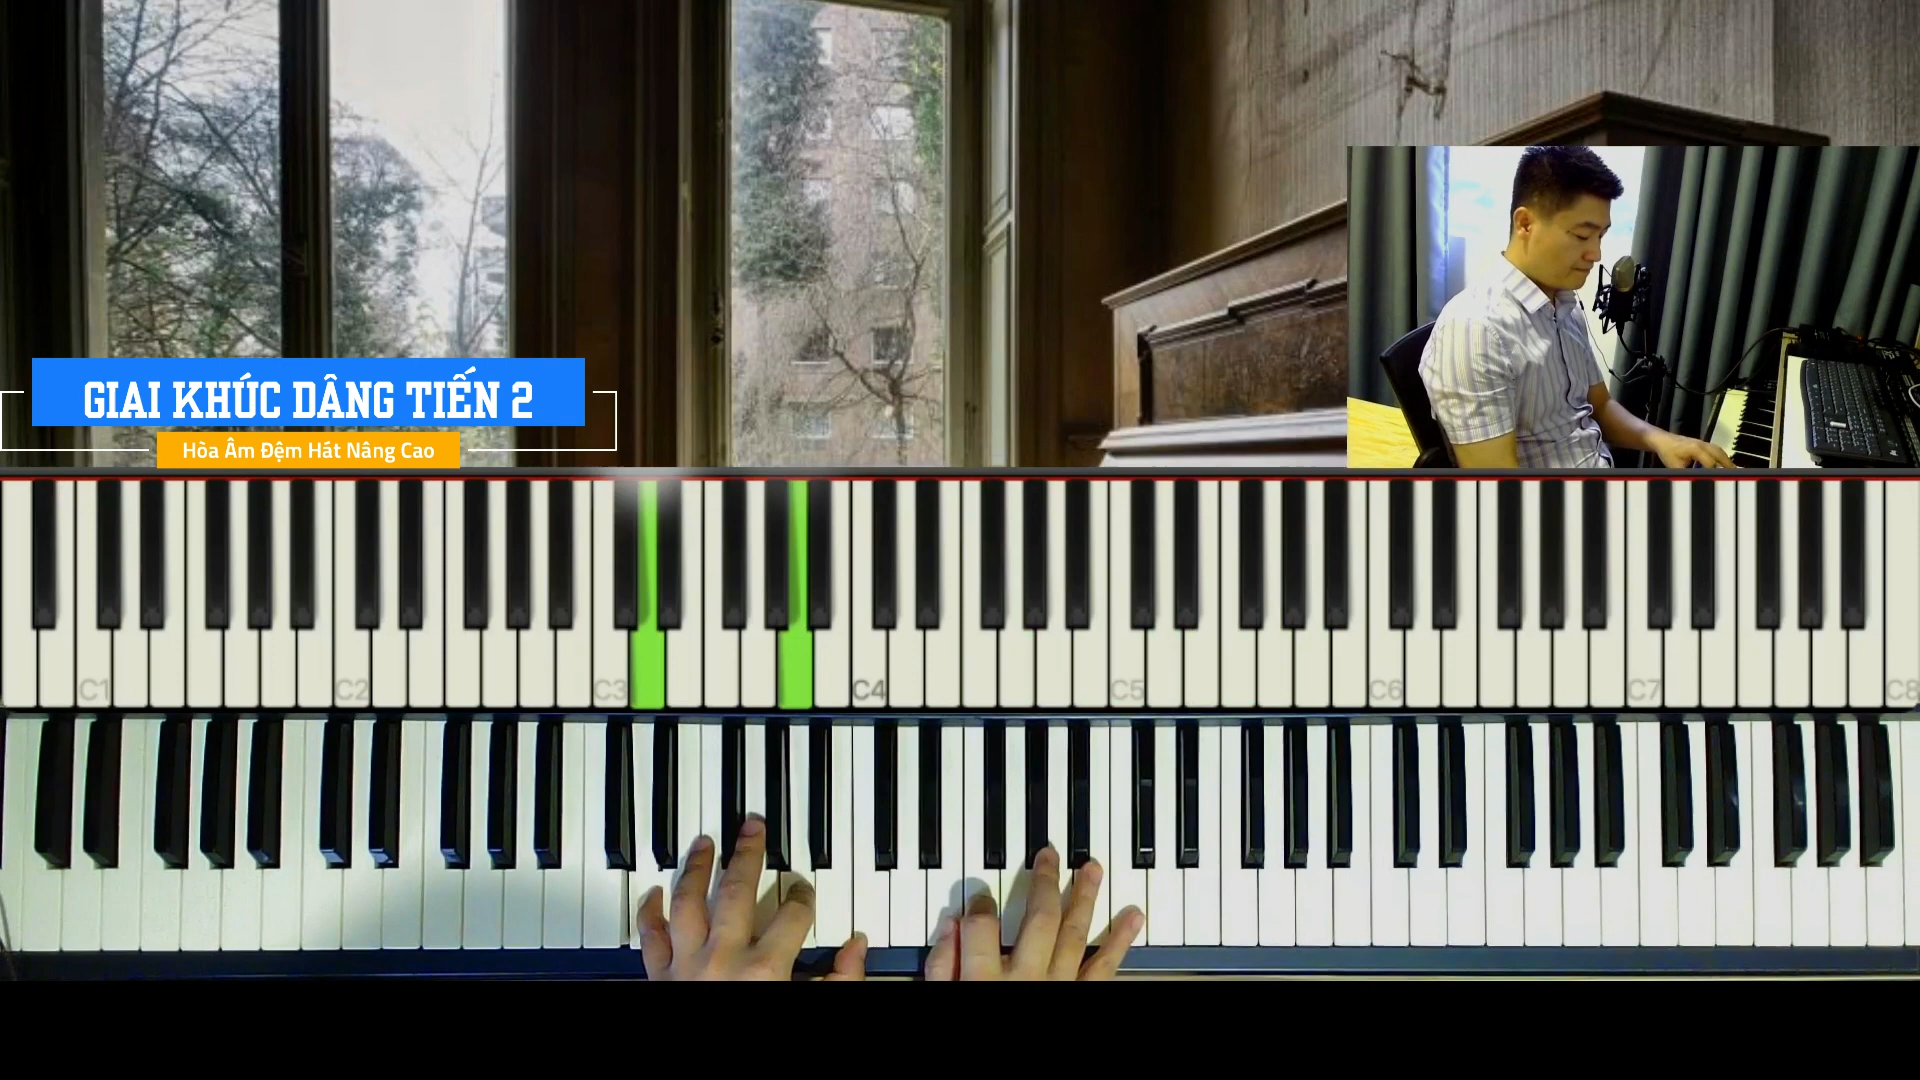 GIAI KHÚC DÂNG TIẾN 2
Hòa Âm Đệm Hát Nâng Cao
C1 C2 C3 C4 C5 C6 C7 C8